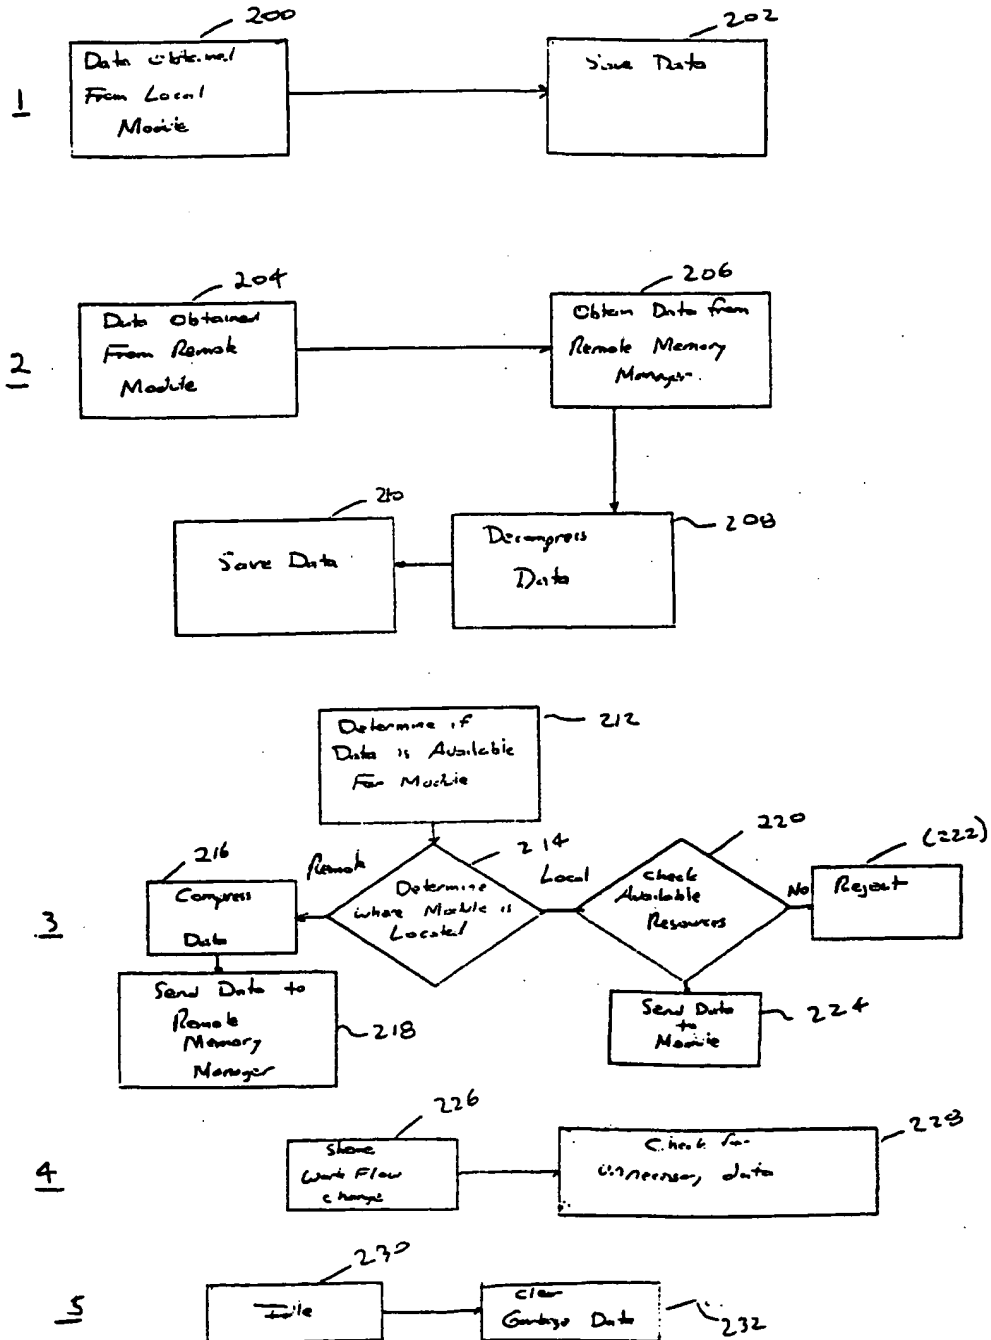 200
202
1
Data obtained
From Local
Module
Save Data
204
206
2
Data Obtained
From Remote
Module
Obtain Data from
Remote Memory
Manager
210
208
Save Data
Decompress
Data
212
Determine if
Data is Available
For Module
214
220
(222)
216
Remote
Local
No
3
Compress
Data
Determine
where Module is
Located
Check
Available
Resources
Reject
Send Data to
Remote
Memory
Manager
218
Send Data
to
Module
224
226
228
4
Work Flow
change
Check for
unnecessary data
230
5
Idle
Clear
Garbage Data
232